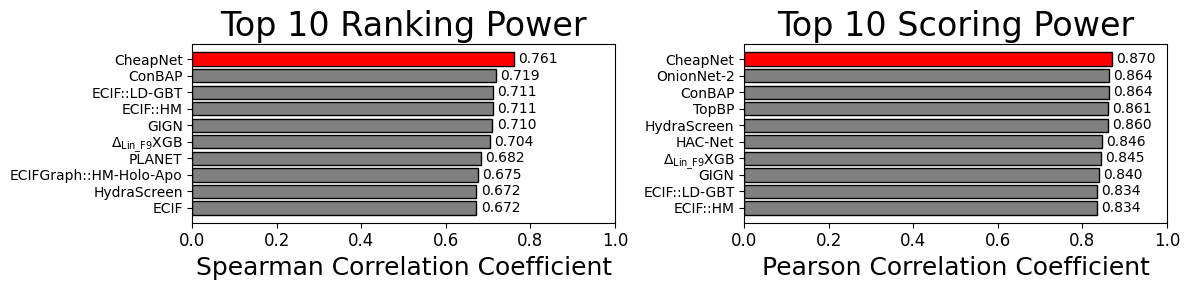 Top 10 Ranking Power
CheapNet 0.761
ConBAP 0.719
ECIF::LD-GBT 0.711
ECIF::HM 0.711
GIGN 0.710
ΔLin_F9XGB 0.704
PLANET 0.682
ECIFGraph::HM-Holo-Apo 0.675
HydraScreen 0.672
ECIF 0.672
0.0 0.2 0.4 0.6 0.8 1.0
Spearman Correlation Coefficient
Top 10 Scoring Power
CheapNet 0.870
OnionNet-2 0.864
ConBAP 0.864
TopBP 0.861
HydraScreen 0.860
HAC-Net 0.846
ΔLin_F9XGB 0.845
GIGN 0.840
ECIF::LD-GBT 0.834
ECIF::HM 0.834
0.0 0.2 0.4 0.6 0.8 1.0
Pearson Correlation Coefficient